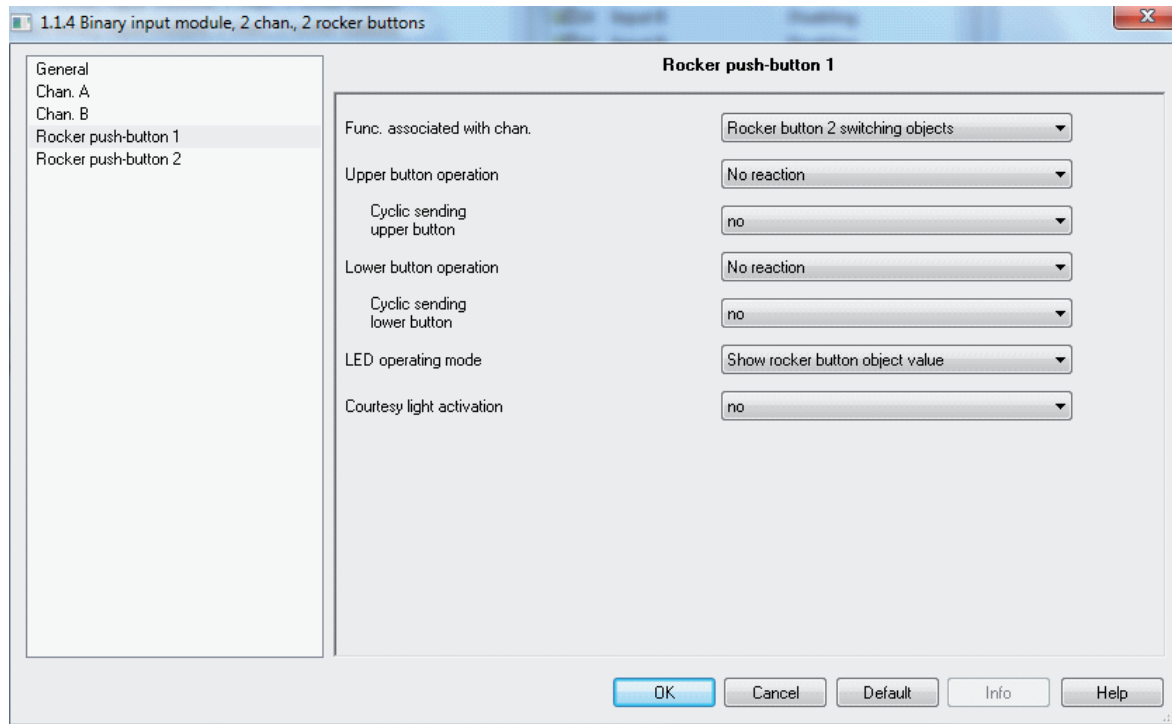 1.1.4 Binary input module, 2 chan., 2 rocker buttons
General
Chan. A
Chan. B
Rocker push-button 1
Rocker push-button 2
Rocker push-button 1
Func. associated with chan. Rocker button 2 switching objects
Upper button operation No reaction
Cyclic sending
upper button no
Lower button operation No reaction
Cyclic sending
lower button no
LED operating mode Show rocker button object value
Courtesy light activation no
OK Cancel Default Info Help